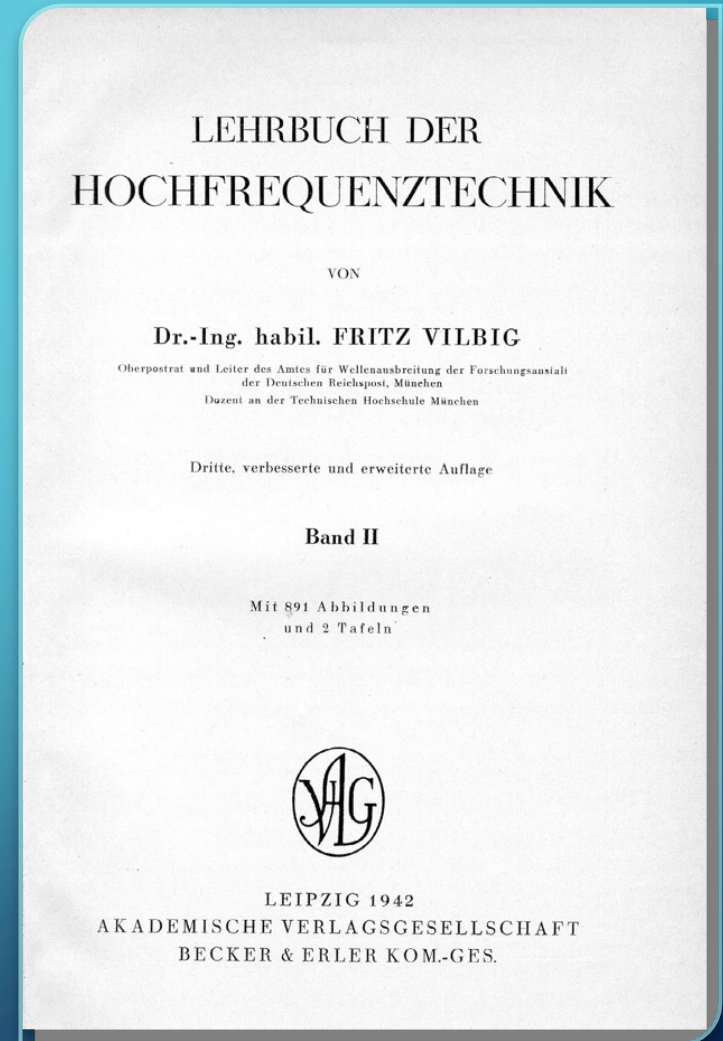 LEHRBUCH DER
HOCHFREQUENZTECHNIK
VON
Dr.-Ing. habil. FRITZ VILBIG
Oberpostrat und Leiter des Amtes für Wellenausbreitung der Forschungsanstalt
der Deutschen Reichspost, München
Dozent an der Technischen Hochschule München
Dritte, verbesserte und erweiterte Auflage
Band II
Mit 891 Abbildungen
und 2 Tafeln
LEIPZIG 1942
AKADEMISCHE VERLAGSGESELLSCHAFT
BECKER & ERLER KOM.-GES.